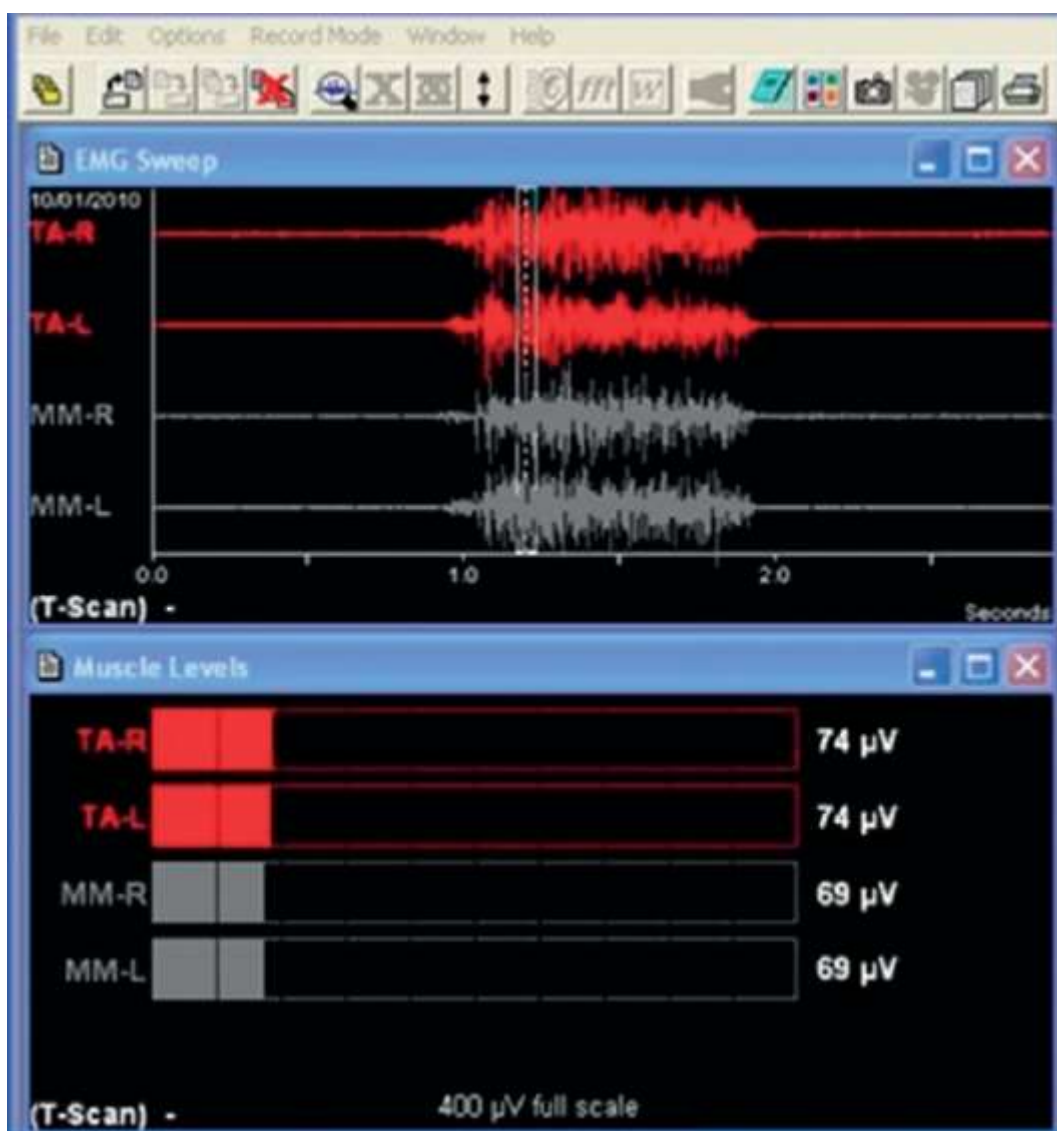 File Edit Options Record Mode Window Help
fft W
EMG Sweep
10/01/2010
TA-R
TA-L
MM-R
MM-L
0.0 1.0 2.0
(T-Scan) - Seconds
Muscle Levels
TA-R 74 µV
TA-L 74 µV
MM-R 69 µV
MM-L 69 µV
400 µV full scale
(T-Scan) -